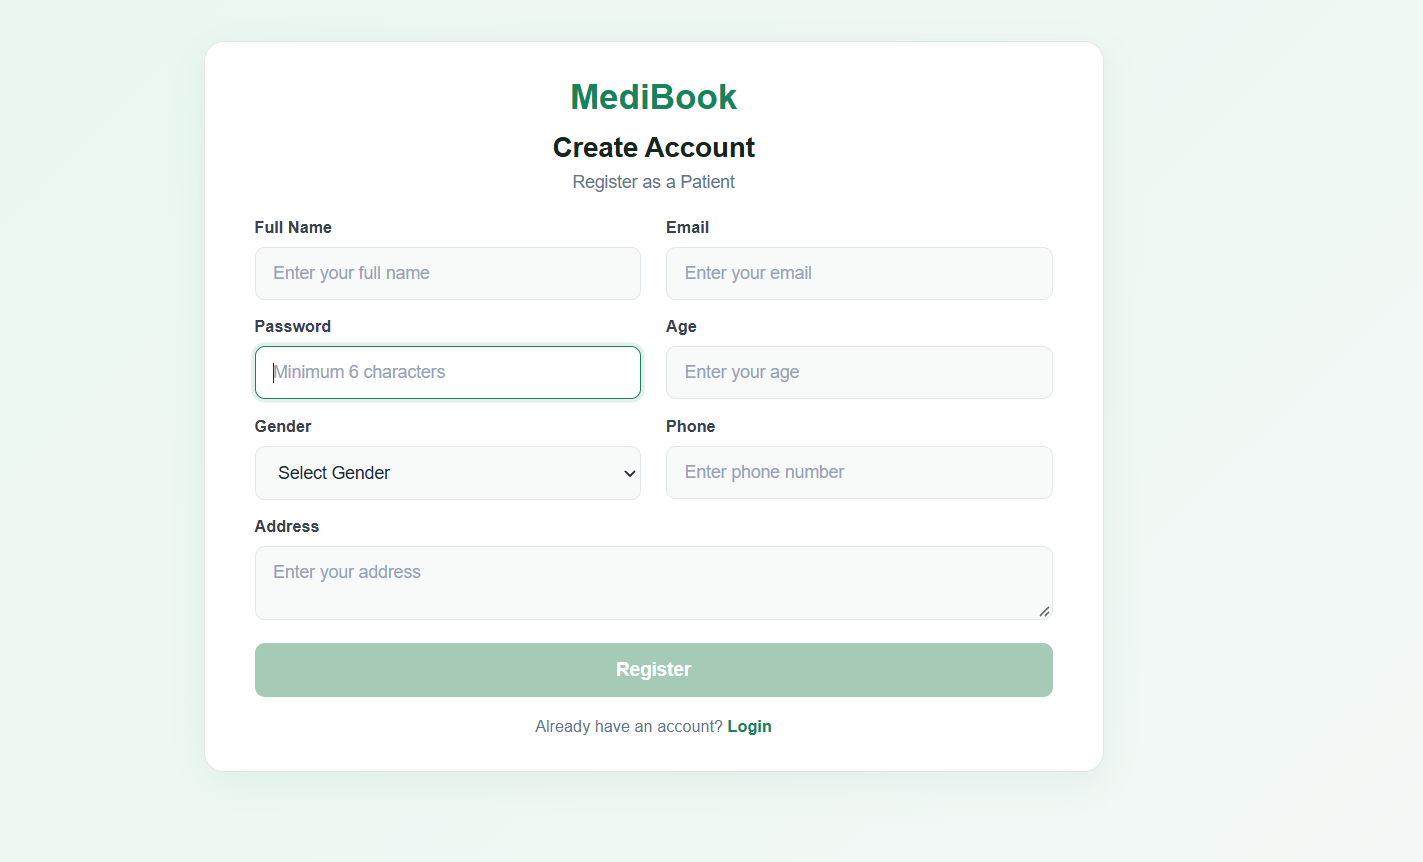 MediBook
Create Account
Register as a Patient
Full Name
Email
Enter your full name
Enter your email
Password
Age
Minimum 6 characters
Enter your age
Gender
Phone
Select Gender
Enter phone number
Address
Enter your address
Register
Already have an account? Login